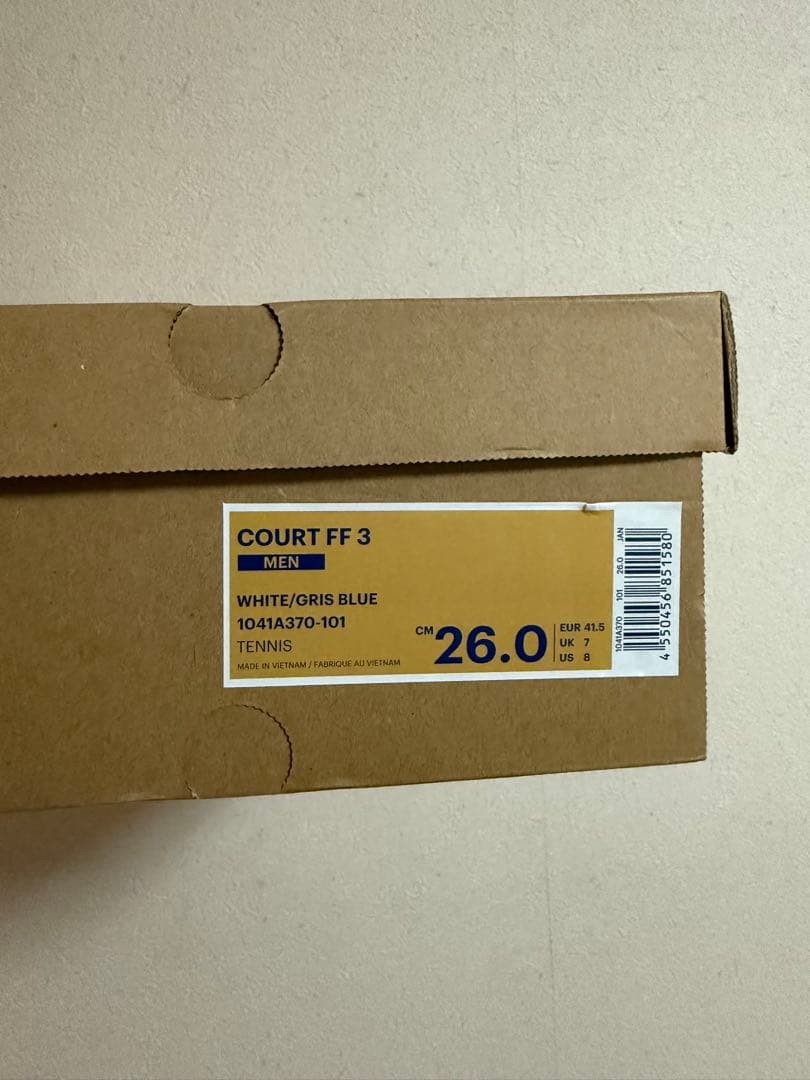 COURT FF 3
MEN
WHITE/GRIS BLUE
1041A370-101
TENNIS
MADE IN VIETNAM / FABRIQUE AU VIETNAM
CM 26.0
EUR 41.5
UK 7
US 8
1041A370 101 26.0 JAN
4 550456 851580